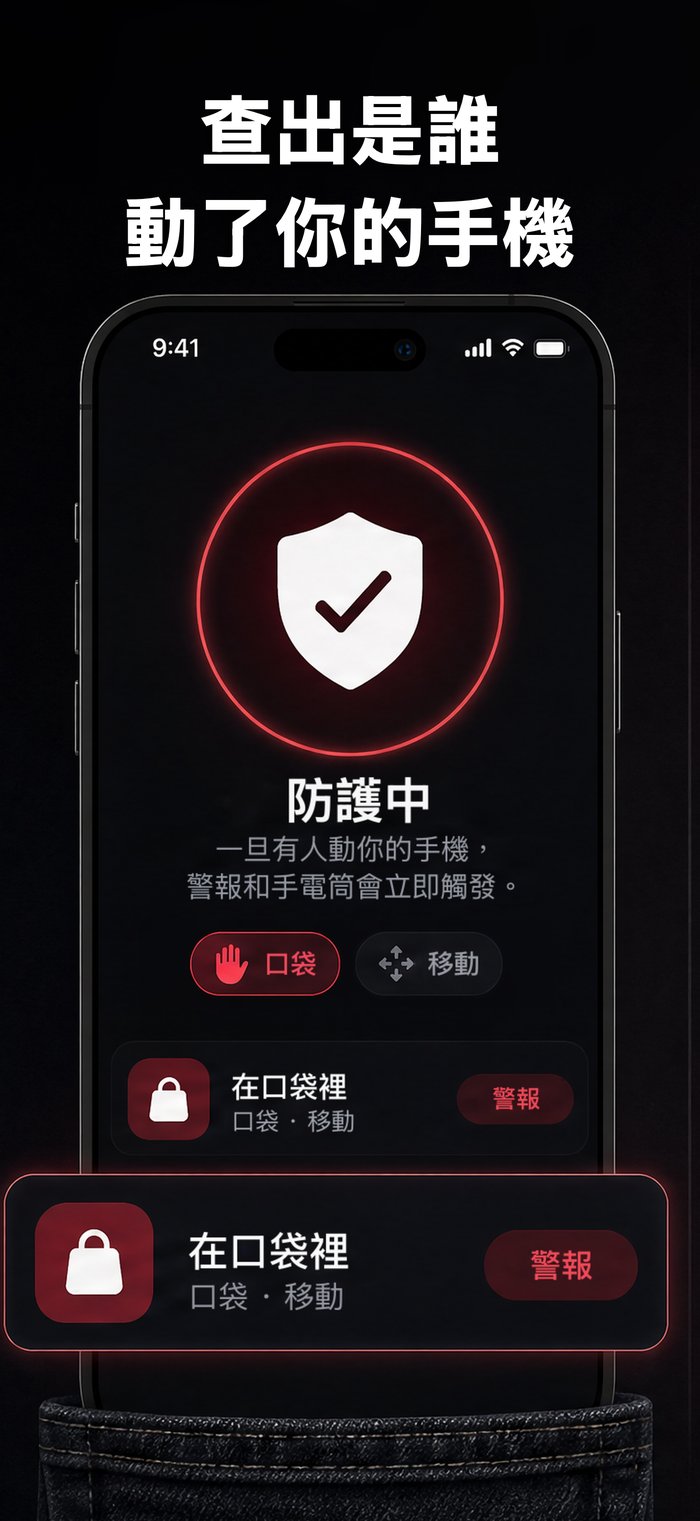 查出是誰
動了你的手機
9:41
防護中
一旦有人動你的手機，
警報和手電筒會立即觸發。
口袋 移動
在口袋裡 警報
口袋 · 移動
在口袋裡 警報
口袋 · 移動